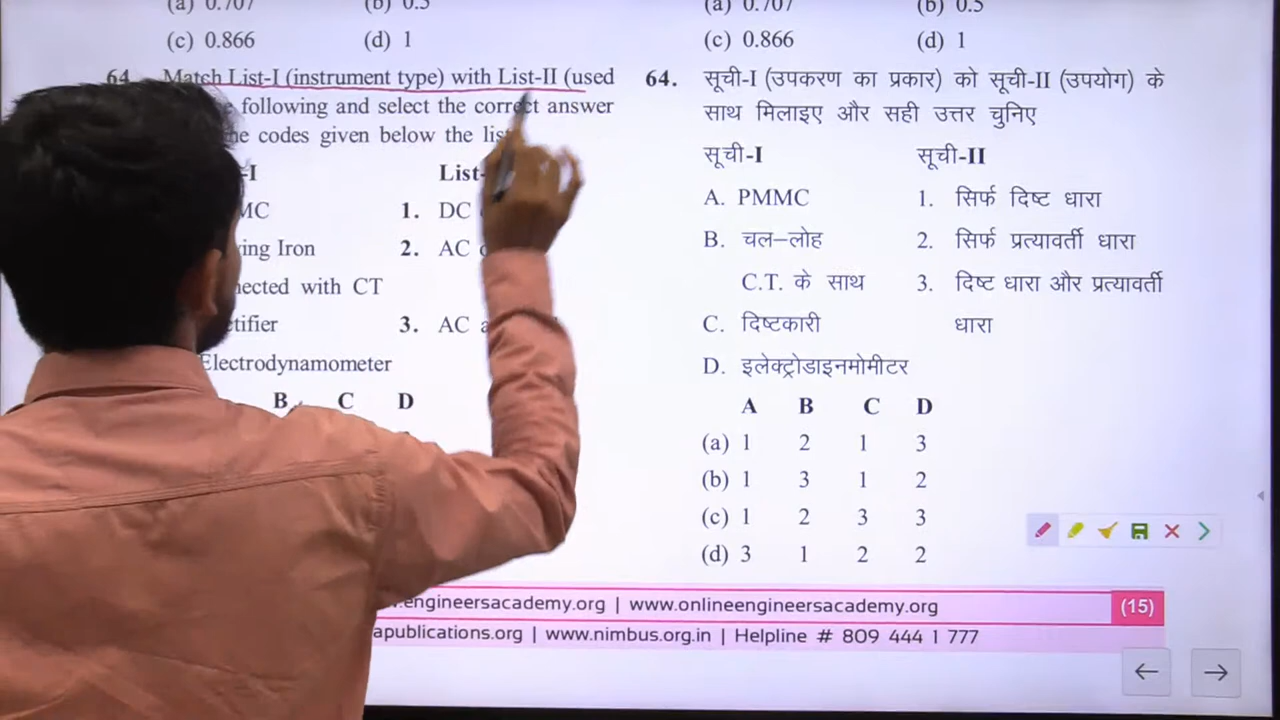 (a) 0.707 (b) 0.5
(c) 0.866 (d) 1
64. Match List-I (instrument type) with List-II (used
following and select the correct answer
the codes given below the
-I List-
MC 1. DC
ing Iron 2. AC
nected with CT
tifier 3. AC
Electrodynamometer
B C D
(a) 0.707 (b) 0.5
(c) 0.866 (d) 1
64. सूची-I (उपकरण का प्रकार) को सूची-II (उपयोग) के
साथ मिलाइए और सही उत्तर चुनिए
सूची-I सूची-II
A. PMMC 1. सिर्फ दिष्ट धारा
B. चल–लोह 2. सिर्फ प्रत्यावर्ती धारा
C.T. के साथ 3. दिष्ट धारा और प्रत्यावर्ती
C. दिष्टकारी धारा
D. इलेक्ट्रोडाइनमोमीटर
A B C D
(a) 1 2 1 3
(b) 1 3 1 2
(c) 1 2 3 3
(d) 3 1 2 2
.engineersacademy.org | www.onlineengineersacademy.org (15)
apublications.org | www.nimbus.org.in | Helpline # 809 444 1 777